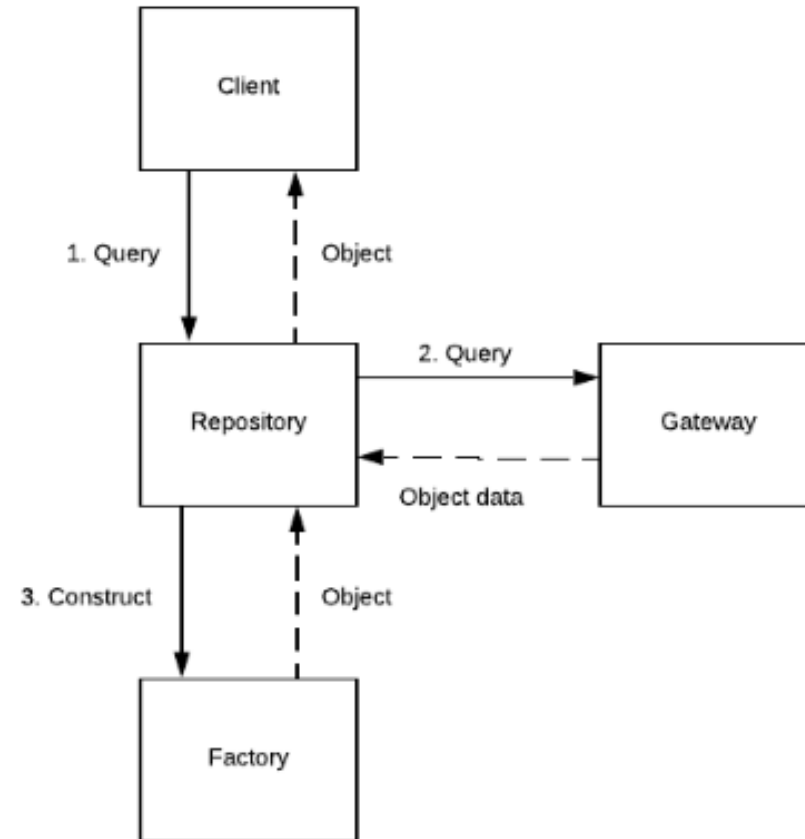 Client
1. Query
Object
2. Query
Repository
Gateway
Object data
3. Construct
Object
Factory